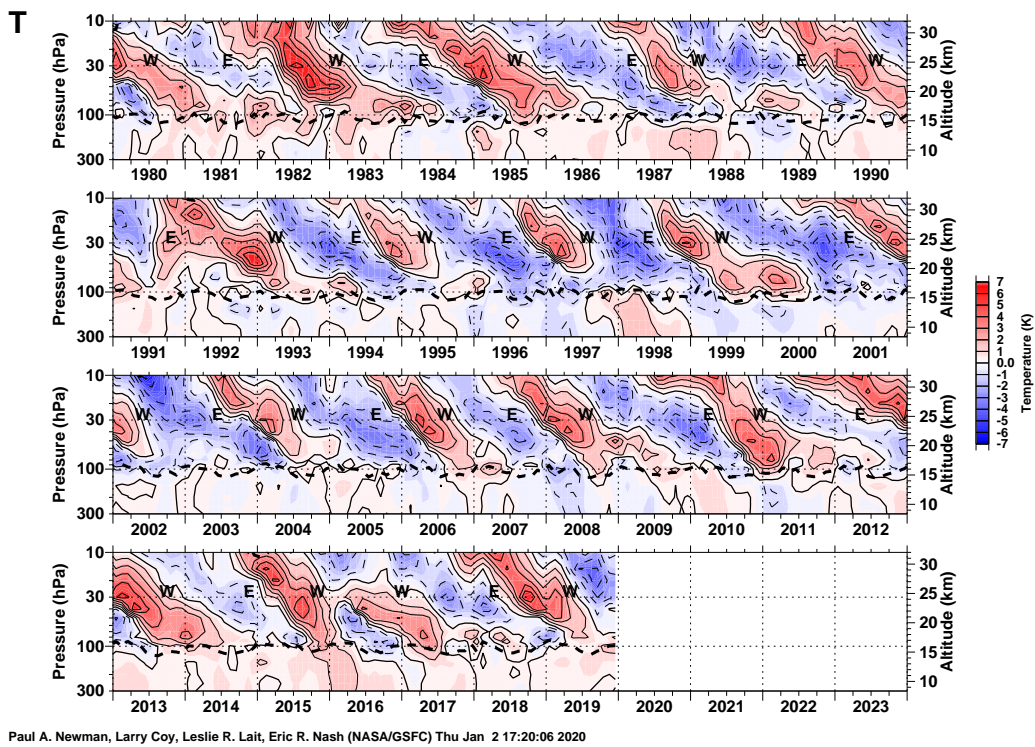 T
Pressure (hPa)
10
30
100
300
W E W E W E W E W
30
25
20
15
10
Altitude (km)
1980 1981 1982 1983 1984 1985 1986 1987 1988 1989 1990
Pressure (hPa)
10
30
100
300
E W E W E W E W E
30
25
20
15
10
Altitude (km)
1991 1992 1993 1994 1995 1996 1997 1998 1999 2000 2001
Pressure (hPa)
10
30
100
300
W E W E W E W E W E
30
25
20
15
10
Altitude (km)
2002 2003 2004 2005 2006 2007 2008 2009 2010 2011 2012
Pressure (hPa)
10
30
100
300
W E W W E W
30
25
20
15
10
Altitude (km)
2013 2014 2015 2016 2017 2018 2019 2020 2021 2022 2023
7
6
5
4
3
2
1
0.0
-1
-2
-3
-4
-5
-6
-7
Temperature (K)
Paul A. Newman, Larry Coy, Leslie R. Lait, Eric R. Nash (NASA/GSFC) Thu Jan 2 17:20:06 2020